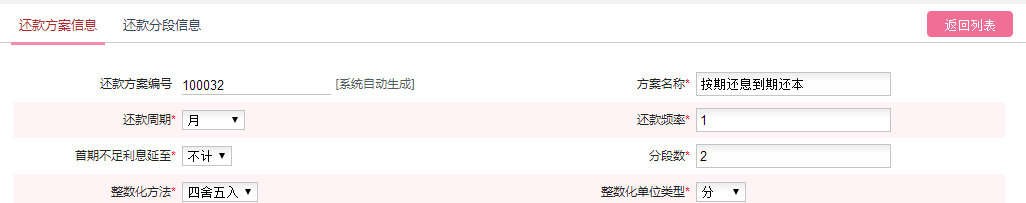 还款方案信息 还款分段信息 返回列表
还款方案编号 100032 [系统自动生成] 方案名称* 按期还息到期还本
还款周期* 月 还款频率* 1
首期不足利息延至* 不计 分段数* 2
整数化方法* 四舍五入 整数化单位类型* 分